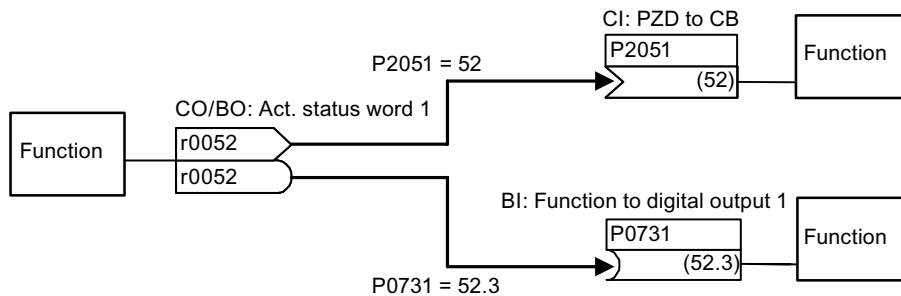 CI: PZD to CB
P2051
(52)
Function
P2051 = 52
CO/BO: Act. status word 1
Function
r0052
r0052
BI: Function to digital output 1
P0731
(52.3)
Function
P0731 = 52.3